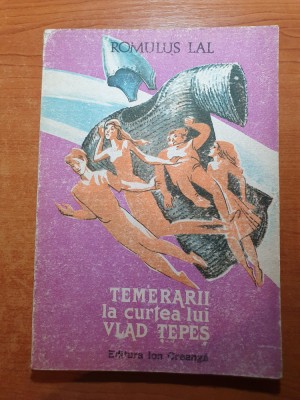 ROMULUS LAL
TEMERARII
la curtea lui
VLAD ȚEPEȘ
Editura Ion Creangă